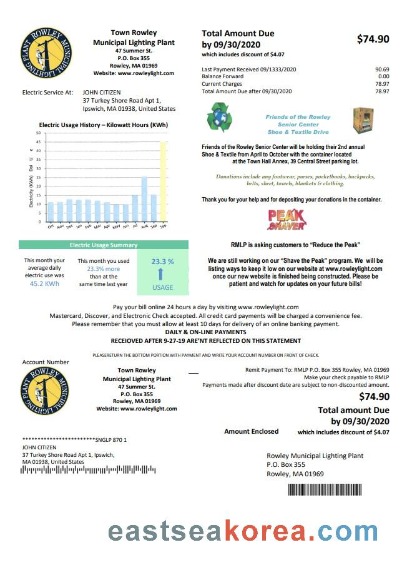 Town Rowley
Municipal Lighting Plant
47 Summer St.
P.O. Box 355
Rowley, MA 01969
Website: www.rowleylight.com
Total Amount Due
by 09/30/2020
$74.90
which includes discount of $4.07
Last Payment Received 09/1333/2020 90.69
Balance Forward 0.00
Current Charges 78.97
Total Amount Due after 09/30/2020 78.97
Electric Service At: JOHN CITIZEN
37 Turkey Shore Road Apt 1,
Ipswich, MA 01938, United States
Electric Usage History – Kilowatt Hours (KWh)
Friends of the Rowley
Senior Center
Shoe & Textile Drive
Friends of the Rowley Senior Center will be holding their 2nd annual
Shoe & Textile from April to October with the container located
at the Town Hall Annex, 39 Central Street parking lot.
Donations include any footwear, purses, pocketbooks, backpacks,
belts, sheet, towels, blankets & clothing.
Thank you for your help and for depositing your donations in the container.
PEAK
SHAVER
Electric Usage Summary
This month your
average daily
electric use was
45.2 KWh
This month you used
23.3% more
than at the
same time last year
23.3 %
USAGE
RMLP is asking customers to "Reduce the Peak"
We are still working on our "Shave the Peak" program. We will be
listing ways to keep it low on our website at www.rowleylight.com
once our new website is finished being constructed. Please be
patient and watch for updates on your future bills!
Pay your bill online 24 hours a day by visiting www.rowleylight.com
Mastercard, Discover, and Electronic Check accepted. All credit card payments will be charged a convenience fee.
Please remember that you must allow at least 10 days for delivery of an online banking payment.
DAILY & ON-LINE PAYMENTS
RECEIOVED AFTER 9-27-19 ARE'NT REFLECTED ON THIS STATEMENT
PLEASERETURN THE BOTTOM PORTION WITH PAYMENT AND WRITE YOUR ACCOUNT NUMBER ON FRONT OF CHECK.
Account Number
Town Rowley
Municipal Lighting Plant
47 Summer St.
P.O. Box 355
Rowley, MA 01969
Website: www.rowleylight.com
Remit Payment To: RMLP P.O. Box 355 Rowley, MA 01969
Make your check payable to RMLP
Payments made after discount date are subject to non-discounted amount.
$74.90
Total amount Due
by 09/30/2020
Amount Enclosed which includes discount of $4.07
************************SNGLP 870 1
JOHN CITIZEN
37 Turkey Shore Road Apt 1, Ipswich,
MA 01938, United States
Rowley Municipal Lighting Plant
P.O. Box 355
Rowley, MA 01969
eastseakorea.com